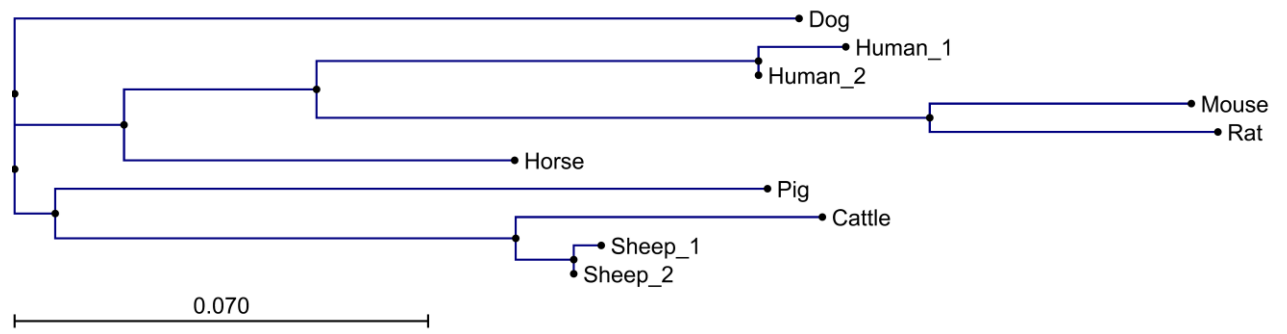 Dog
Human_1
Human_2
Mouse
Rat
Horse
Pig
Cattle
Sheep_1
Sheep_2
0.070